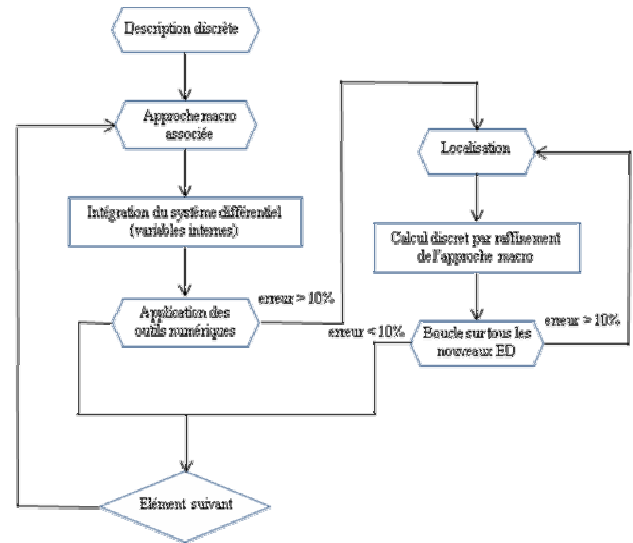 Description discrète
Approche macro
associée
Intégration du système différentiel
(variables internes)
Application des
outils numériques
erreur > 10%
Localisation
Calcul discret par raffinement
de l'approche macro
erreur < 10%
Boucle sur tous les
nouveaux ED
erreur > 10%
Elément suivant